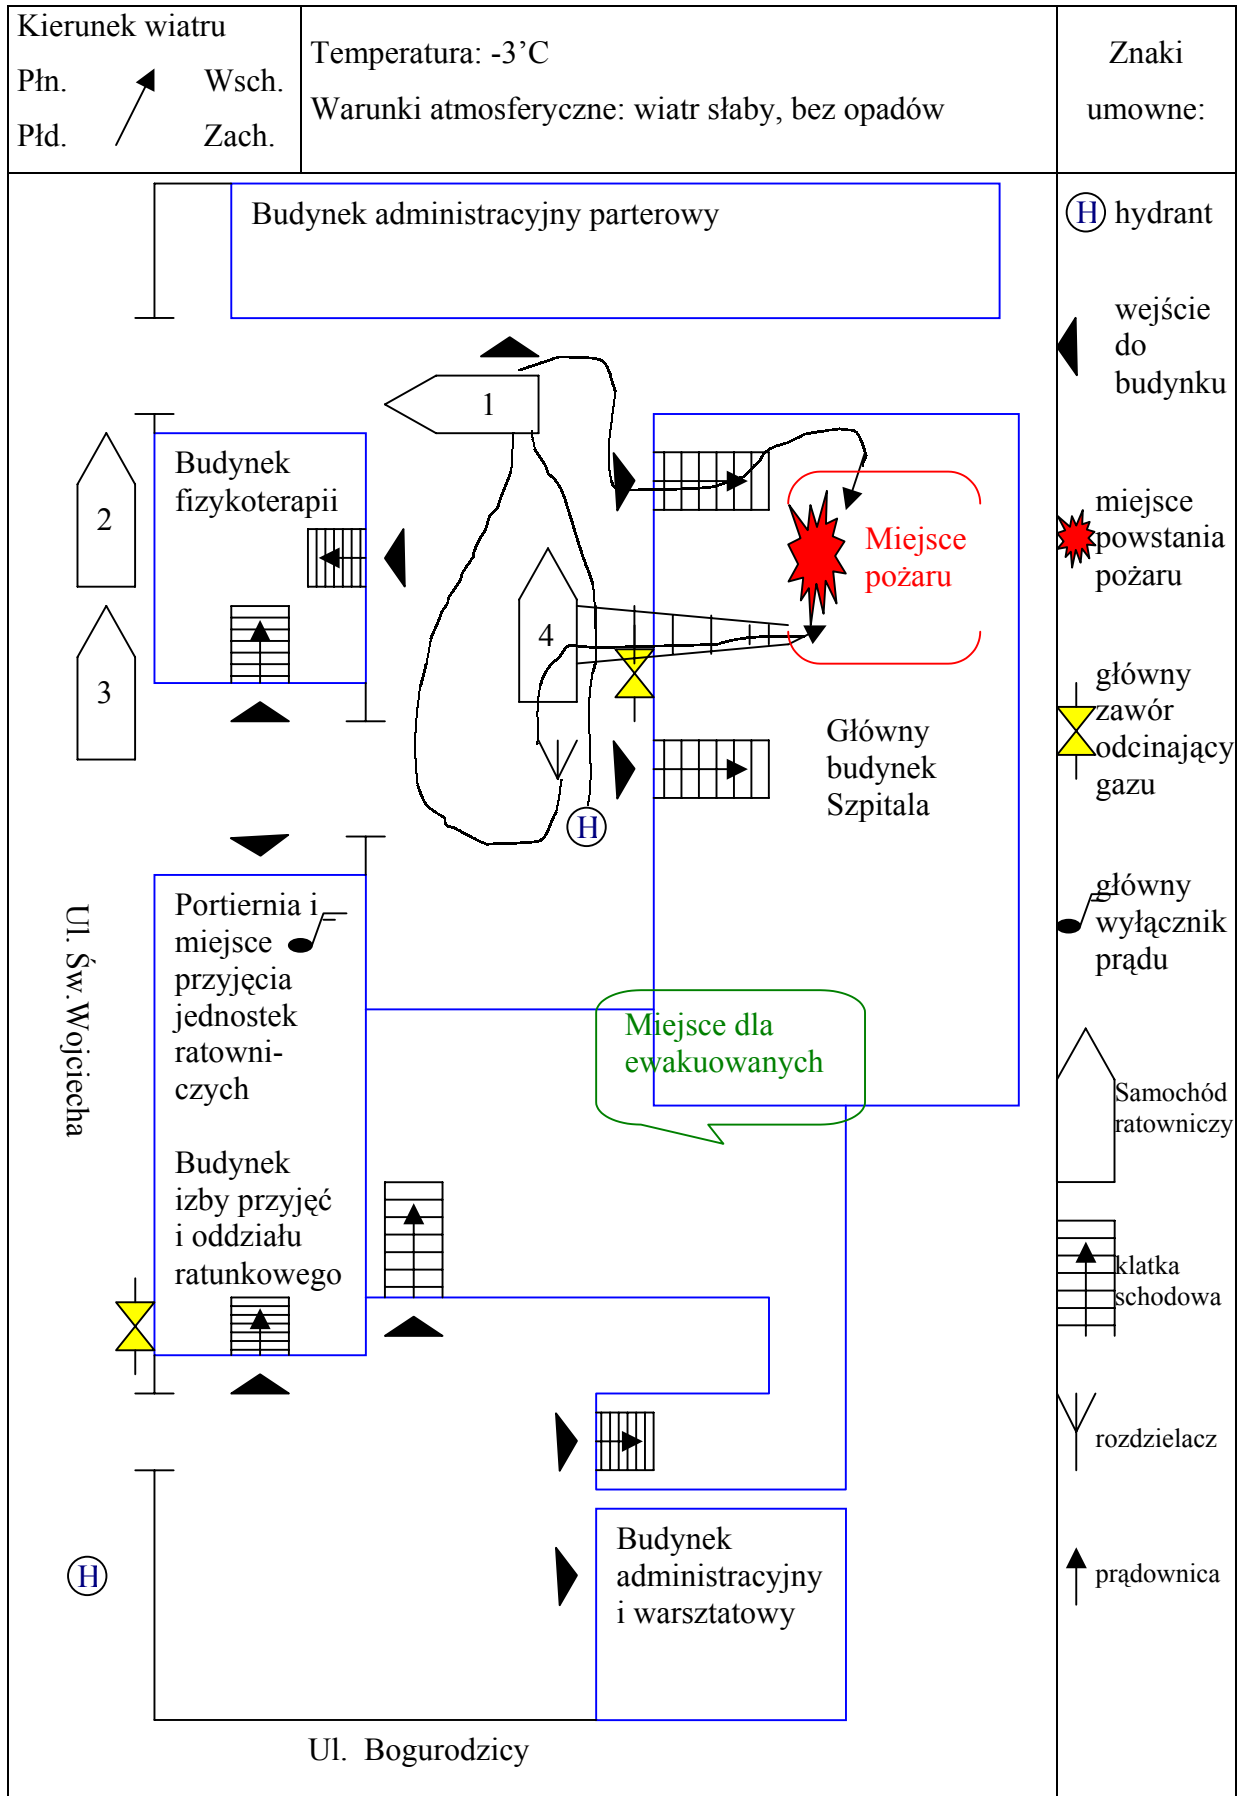 Kierunek wiatru
Płn. Wsch.
Płd. Zach.
Temperatura: -3’C
Warunki atmosferyczne: wiatr słaby, bez opadów
Znaki
umowne:
Budynek administracyjny parterowy
H hydrant
wejście
do
budynku
1
Budynek
fizykoterapii
2
Miejsce
pożaru
miejsce
powstania
pożaru
3
4
Główny
budynek
Szpitala
główny
zawór
odcinający
gazu
H
Ul. Św.Wojciecha
Portiernia i
miejsce
przyjęcia
jednostek
ratowni-
czych
główny
wyłącznik
prądu
Miejsce dla
ewakuowanych
Samochód
ratowniczy
Budynek
izby przyjęć
i oddziału
ratunkowego
klatka
schodowa
rozdzielacz
H
Budynek
administracyjny
i warsztatowy
prądownica
Ul. Bogurodzicy